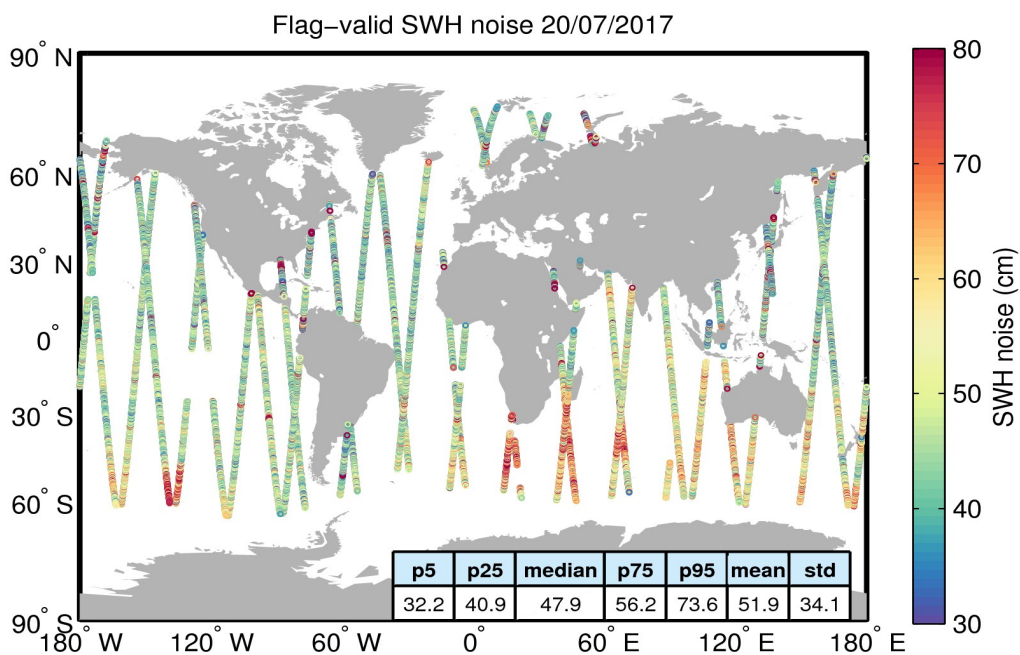 Flag−valid SWH noise 20/07/2017
90° N
60° N
30° N
0°
30° S
60° S
90° S
180° W
120° W
60° W
0°
60° E
120° E
180° E
80
70
60
50
40
30
SWH noise (cm)
p5 p25 median p75 p95 mean std
32.2 40.9 47.9 56.2 73.6 51.9 34.1